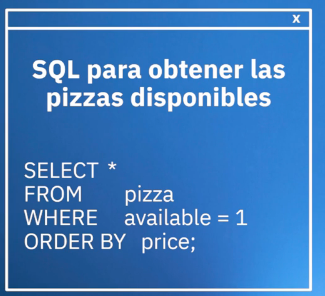 x
SQL para obtener las
pizzas disponibles
SELECT *
FROM pizza
WHERE available = 1
ORDER BY price;